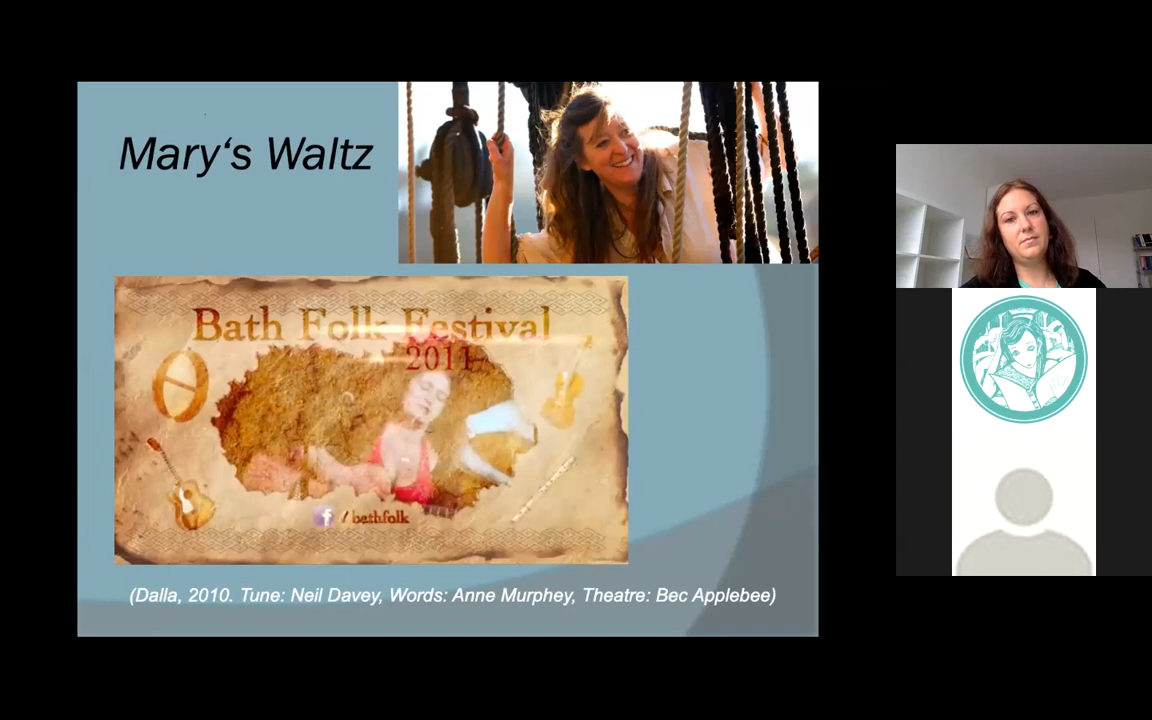 Mary‘s Waltz
Bath Folk Festival
2011
f / bathfolk
(Dalla, 2010. Tune: Neil Davey, Words: Anne Murphey, Theatre: Bec Applebee)